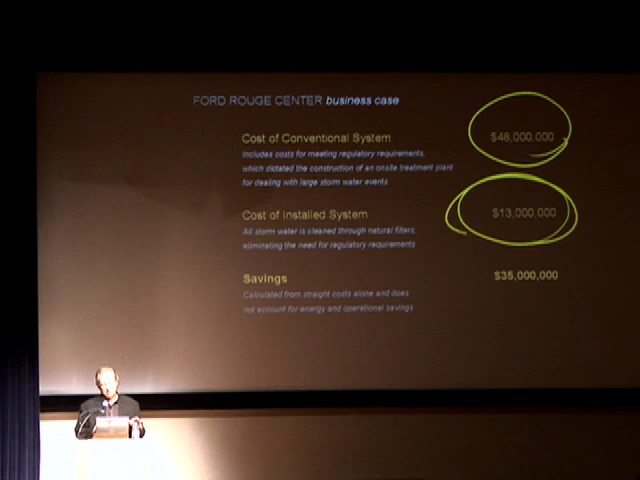 FORD ROUGE CENTER business case
Cost of Conventional System
$48,000,000
Includes costs for meeting regulatory requirements,
which dictated the construction of an onsite treatment plant
for dealing with large storm water events
Cost of Installed System
$13,000,000
All storm water is cleaned through natural filters,
eliminating the need for regulatory requirements
Savings
$35,000,000
Calculated from straight costs alone and does
not account for energy and operational savings